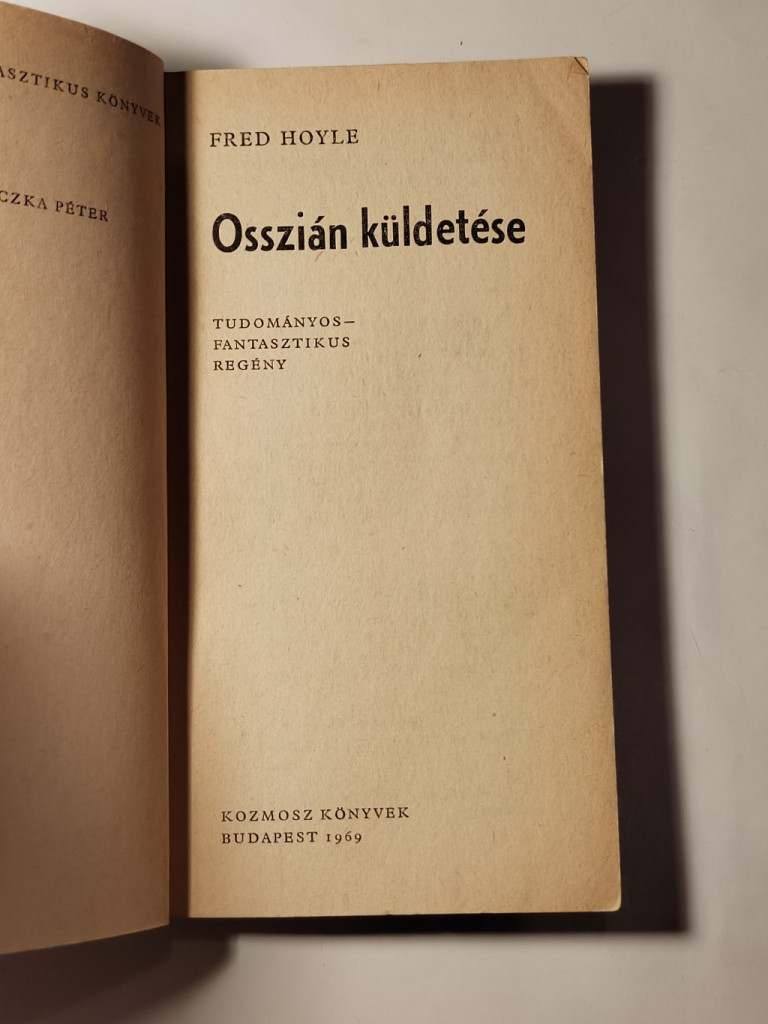 ASZTIKUS KÖNYVEK
CZKA PÉTER
FRED HOYLE
Osszián küldetése
TUDOMÁNYOS–
FANTASZTIKUS
REGÉNY
KOZMOSZ KÖNYVEK
BUDAPEST 1969